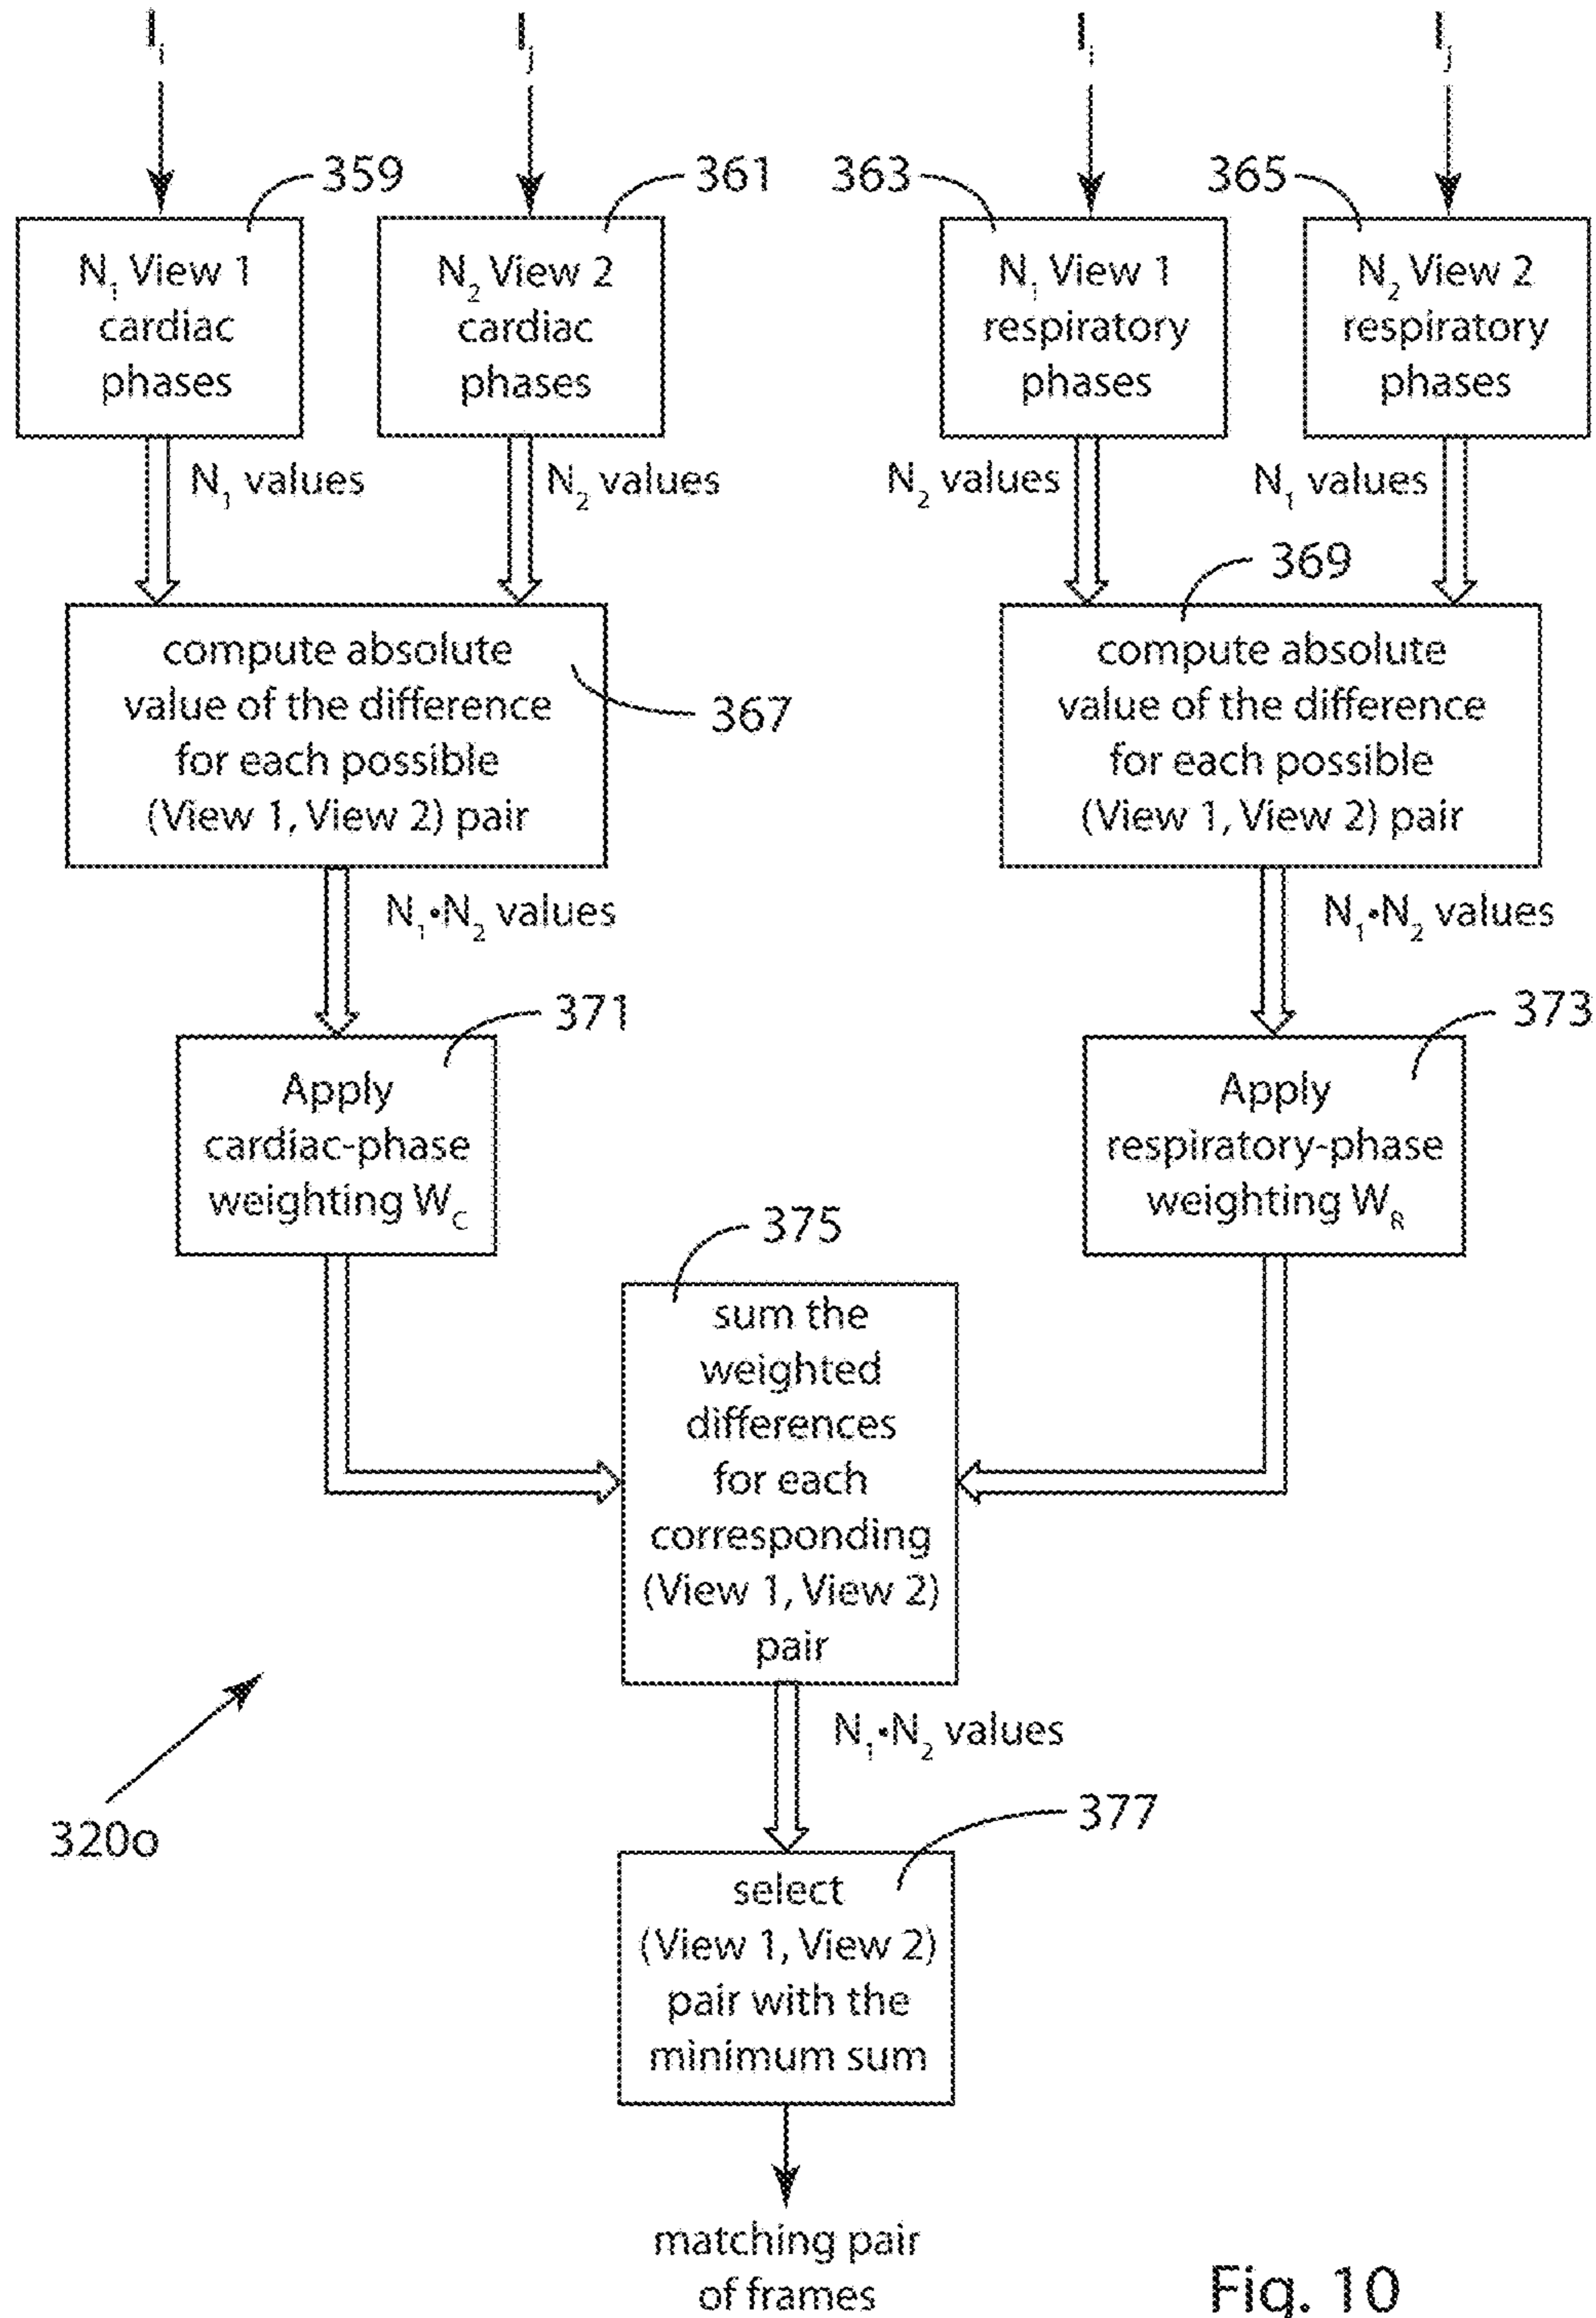 I_i I_j I_i I_j
359 361 363 365
N_1 View 1
cardiac
phases
N_2 View 2
cardiac
phases
N_1 View 1
respiratory
phases
N_2 View 2
respiratory
phases
N_1 values
N_2 values
N_2 values
N_1 values
369
compute absolute
value of the difference
for each possible
(View 1, View 2) pair
367
compute absolute
value of the difference
for each possible
(View 1, View 2) pair
N_1•N_2 values
N_1•N_2 values
371
373
Apply
cardiac-phase
weighting W_C
Apply
respiratory-phase
weighting W_R
375
sum the
weighted
differences
for each
corresponding
(View 1, View 2)
pair
N_1•N_2 values
320o
377
select
(View 1, View 2)
pair with the
minimum sum
matching pair
of frames
Fig. 10